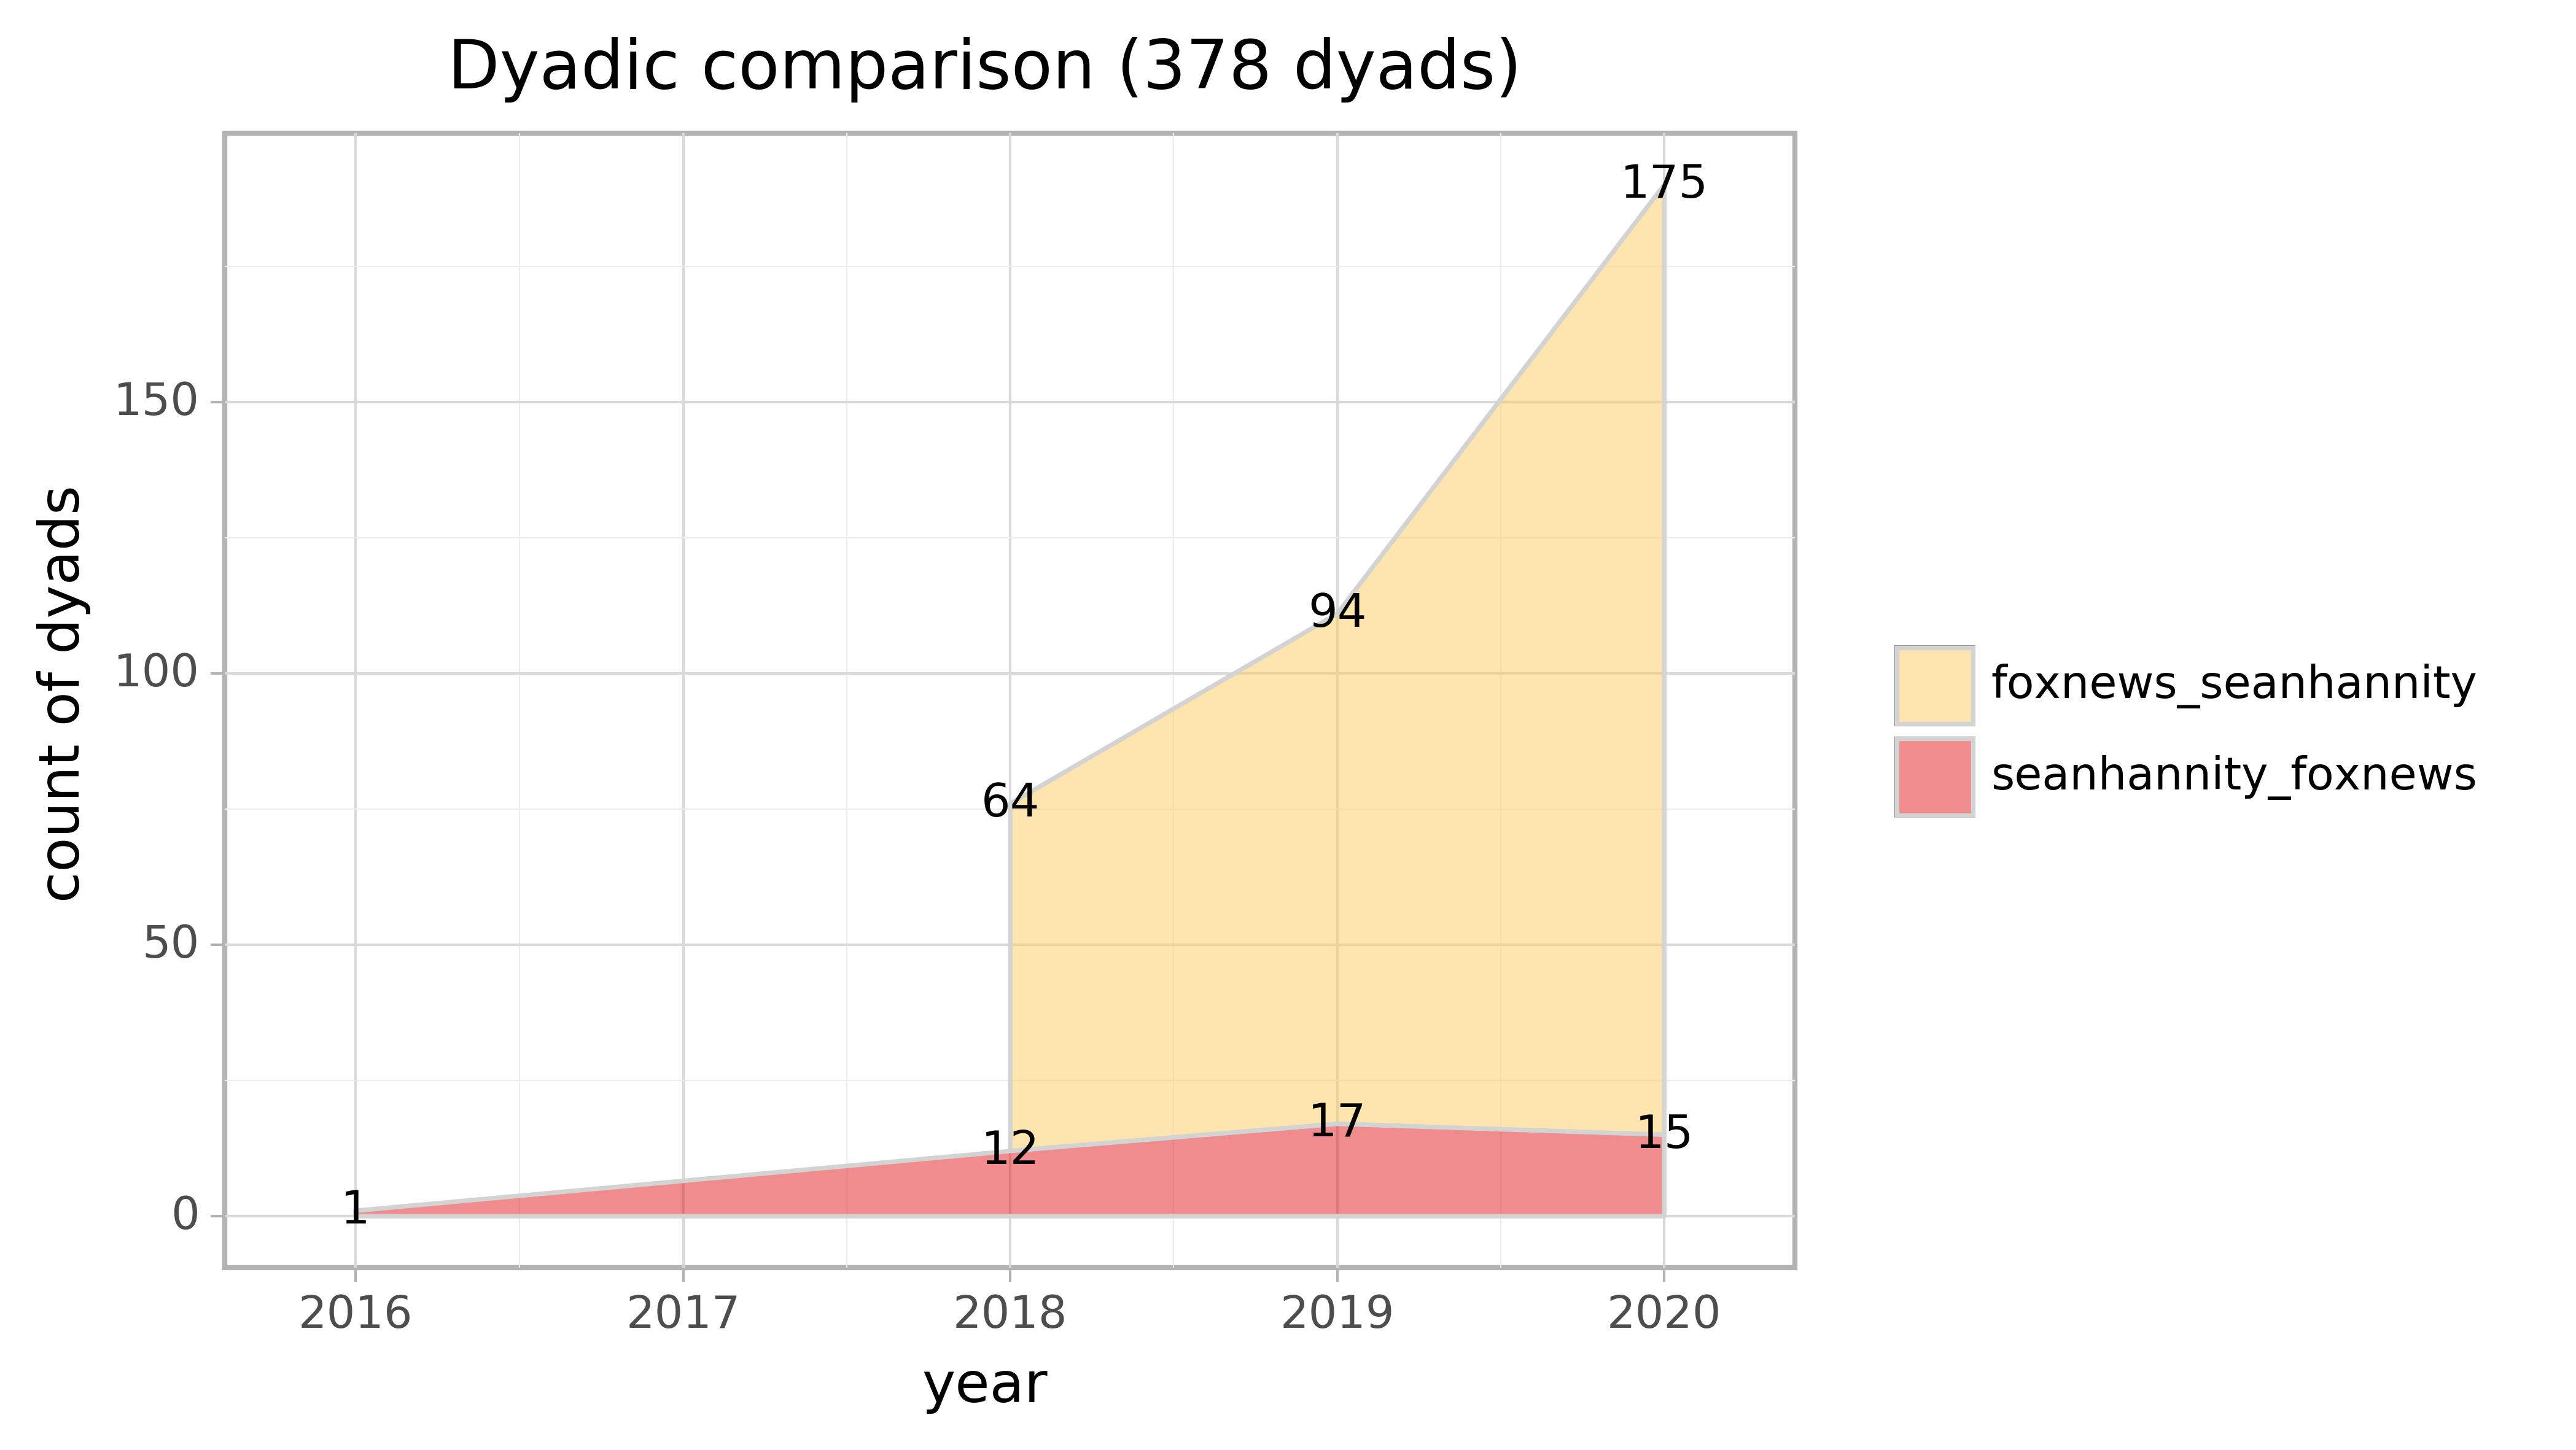 Dyadic comparison (378 dyads)
count of dyads
150
100
50
0
175
94
64
17
15
12
1
2016 2017 2018 2019 2020
year
foxnews_seanhannity
seanhannity_foxnews